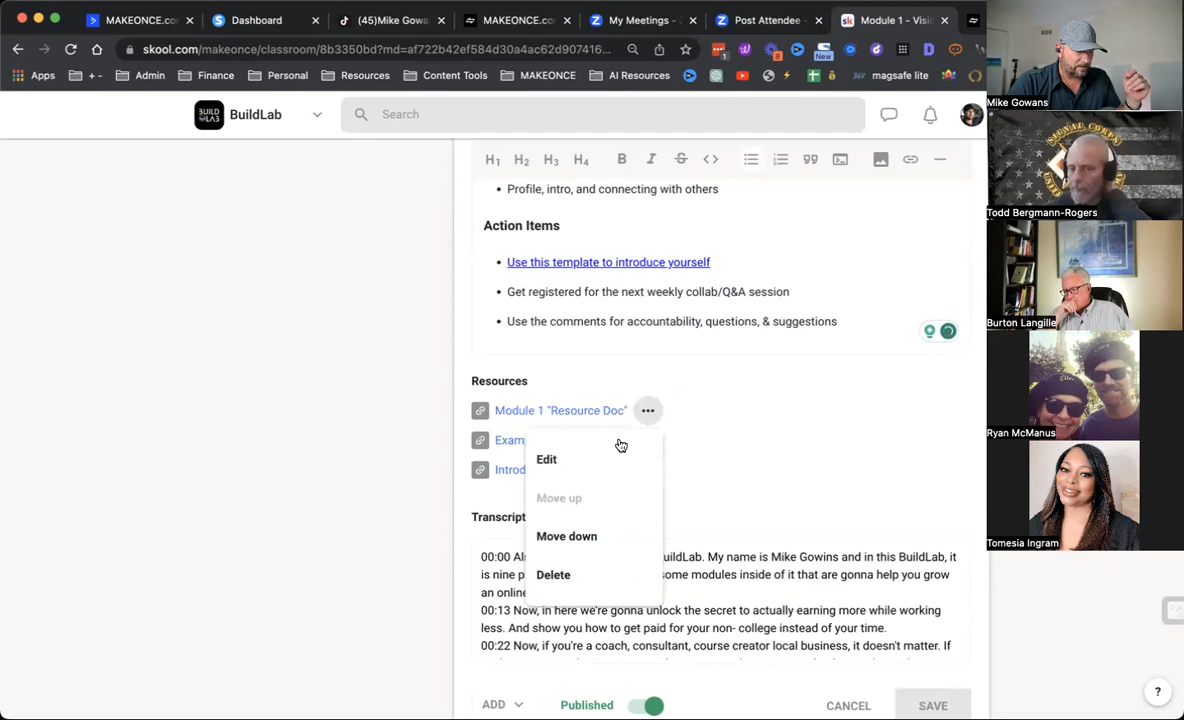 MAKEONCE.co
Dashboard
(45)Mike Gowa
MAKEONCE.co
My Meetings -
Post Attendee -
Module 1 - Visi
skool.com/makeonce/classroom/8b3350bd?md=af722b42ef584d30a4ac62d907416...
New
Apps
+ -
Admin
Finance
Personal
Resources
Content Tools
MAKEONCE
AI Resources
magsafe lite
Mike Gowans
BUILD LAB
BuildLab
Search
H1 H2 H3 H4 B I S
Profile, intro, and connecting with others
Todd Bergmann-Rogers
Action Items
Use this template to introduce yourself
Get registered for the next weekly collab/Q&A session
Use the comments for accountability, questions, & suggestions
Burton Langille
Resources
Module 1 "Resource Doc"
Exam
Introd
Edit
Move up
Move down
Delete
Ryan McManus
Transcript
00:00 Al uildLab. My name is Mike Gowins and in this BuildLab, it
is nine p some modules inside of it that are gonna help you grow
an online
00:13 Now, in here we're gonna unlock the secret to actually earning more while working
less. And show you how to get paid for your non- college instead of your time.
00:22 Now, if you're a coach, consultant, course creator local business, it doesn't matter. If
Tomesia Ingram
ADD
Published
CANCEL
SAVE
?